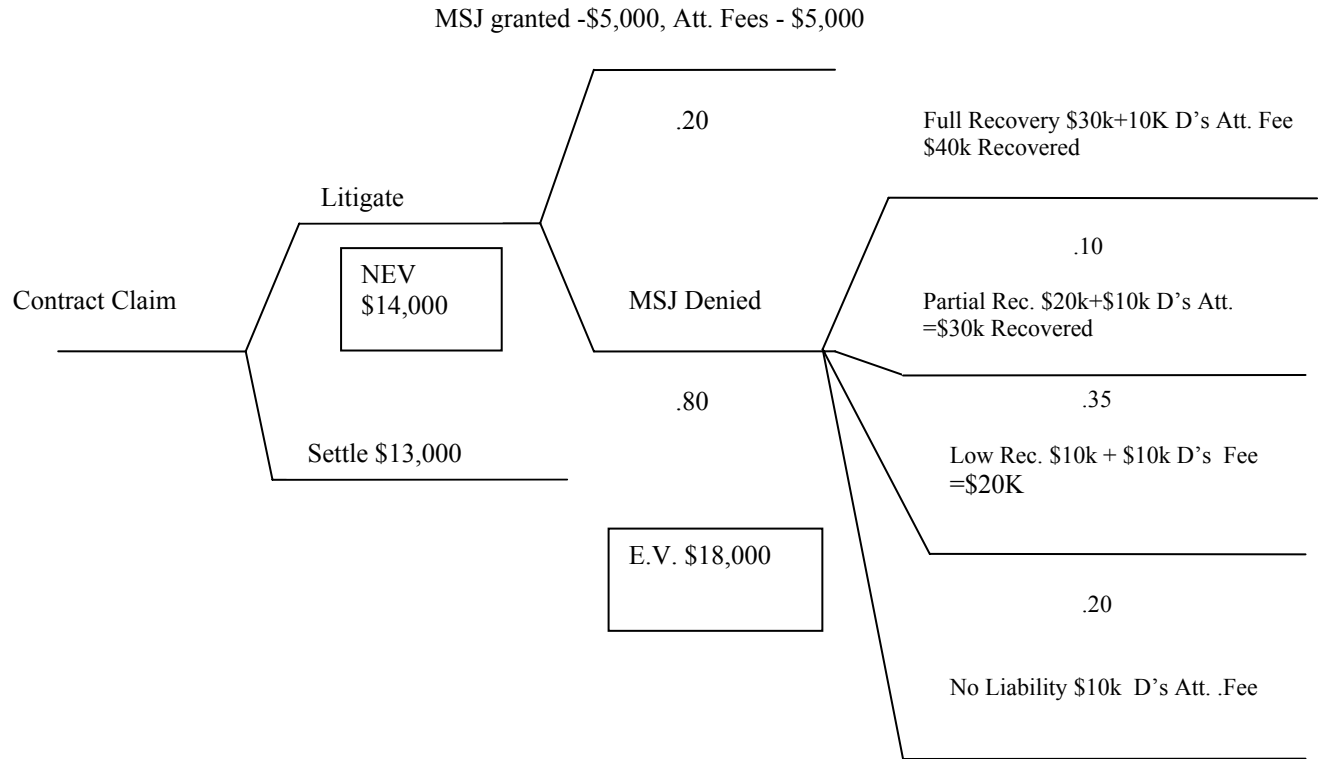 MSJ granted -$5,000, Att. Fees - $5,000
.20
Full Recovery $30k+10K D’s Att. Fee
$40k Recovered
Litigate
.10
NEV
$14,000
Contract Claim
MSJ Denied
Partial Rec. $20k+$10k D’s Att.
=$30k Recovered
.80
.35
Settle $13,000
Low Rec. $10k + $10k D’s Fee
=$20K
E.V. $18,000
.20
No Liability $10k D’s Att. .Fee